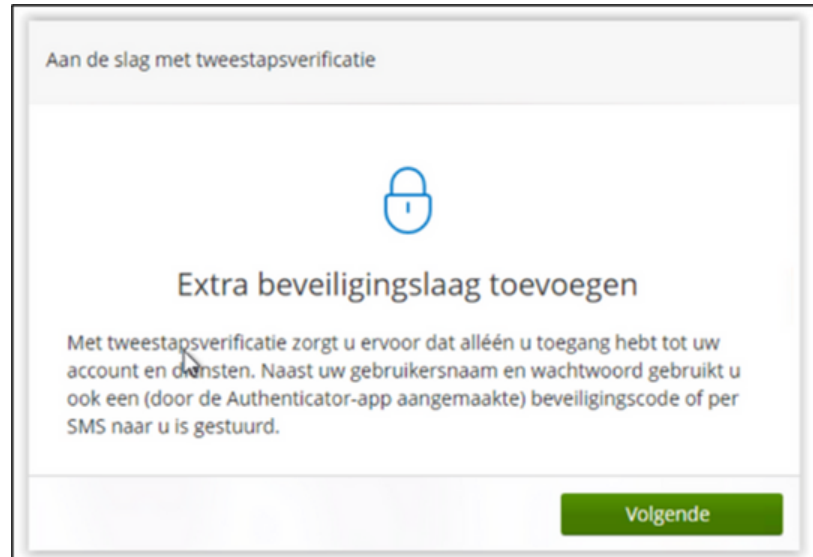 Aan de slag met tweestapsverificatie
Extra beveiligingslaag toevoegen
Met tweestapsverificatie zorgt u ervoor dat alléén u toegang hebt tot uw
account en diensten. Naast uw gebruikersnaam en wachtwoord gebruikt u
ook een (door de Authenticator-app aangemaakte) beveiligingscode of per
SMS naar u is gestuurd.
Volgende